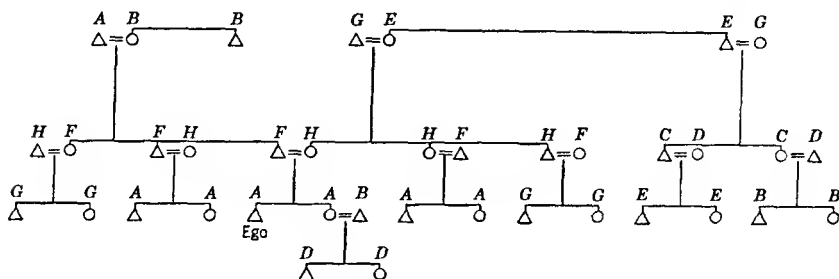 A B B G E E G
H F F H F H H F H F C D C D
G G A A A A B A A G G E E B B
Ego
D D